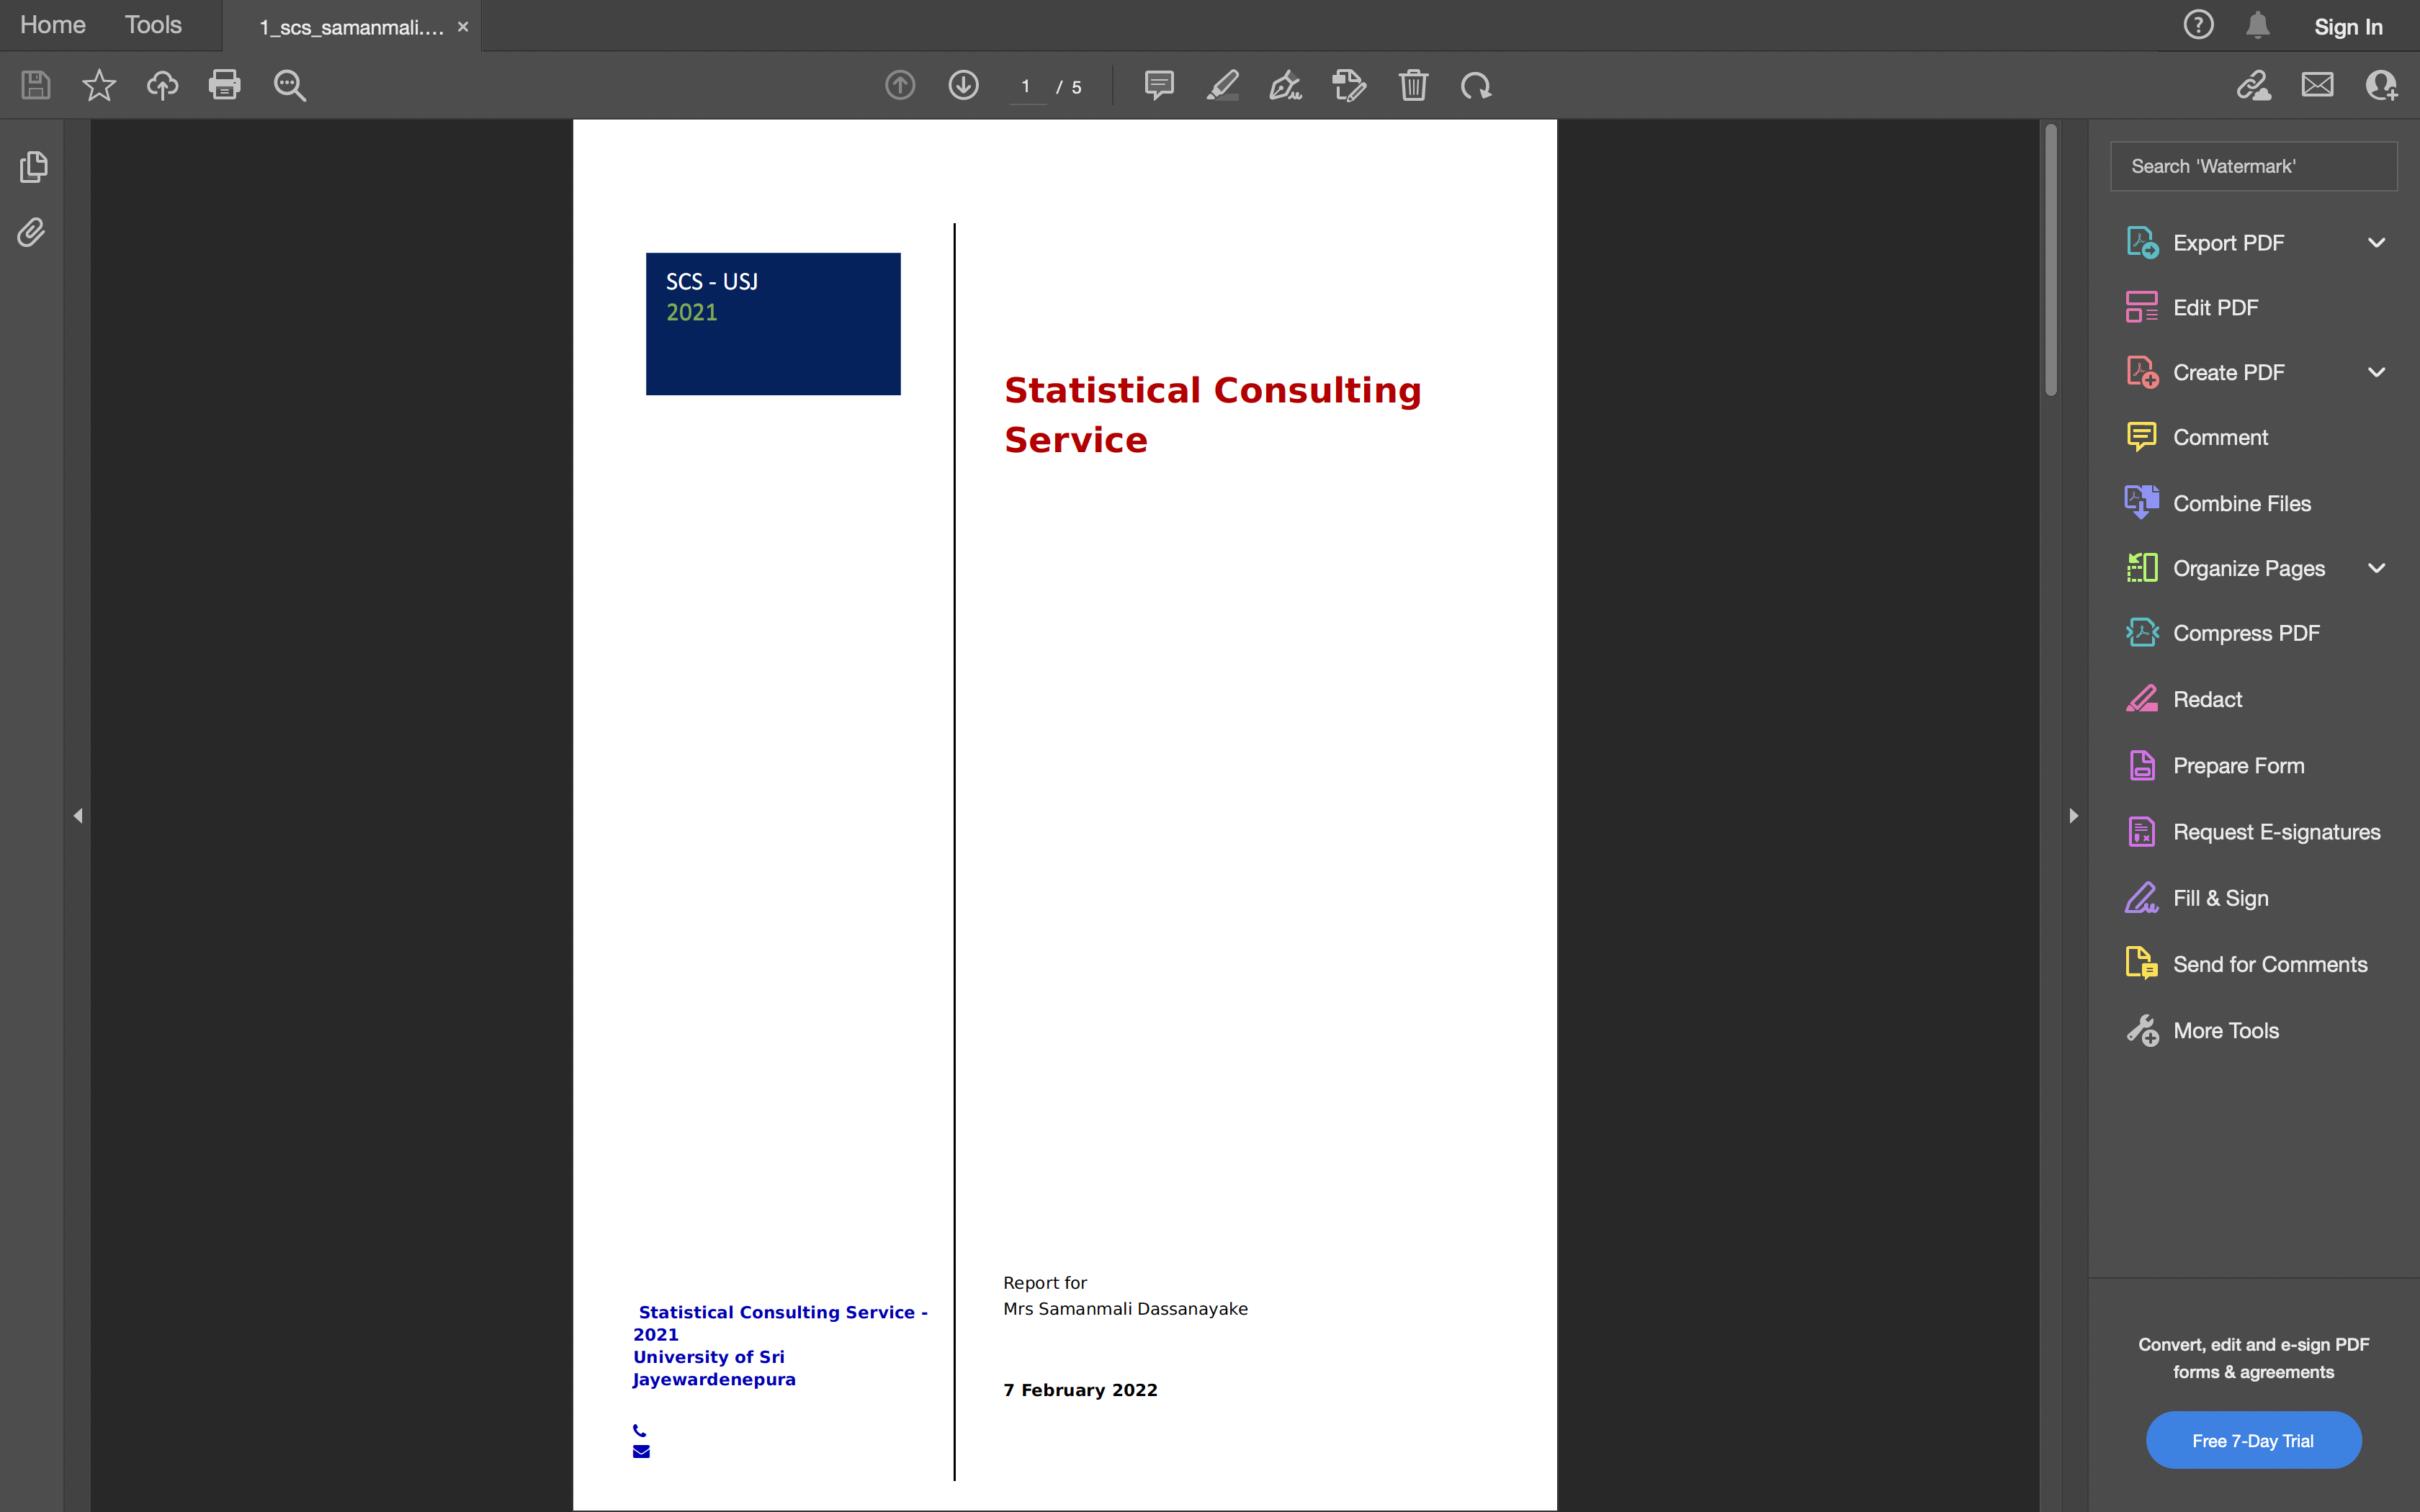 Home Tools 1_scs_samanmali.... × Sign In
1 / 5
SCS - USJ
2021
Statistical Consulting
Service
Report for
Mrs Samanmali Dassanayake
7 February 2022
Statistical Consulting Service -
2021
University of Sri
Jayewardenepura
Search 'Watermark'
Export PDF
Edit PDF
Create PDF
Comment
Combine Files
Organize Pages
Compress PDF
Redact
Prepare Form
Request E-signatures
Fill & Sign
Send for Comments
More Tools
Convert, edit and e-sign PDF
forms & agreements
Free 7-Day Trial